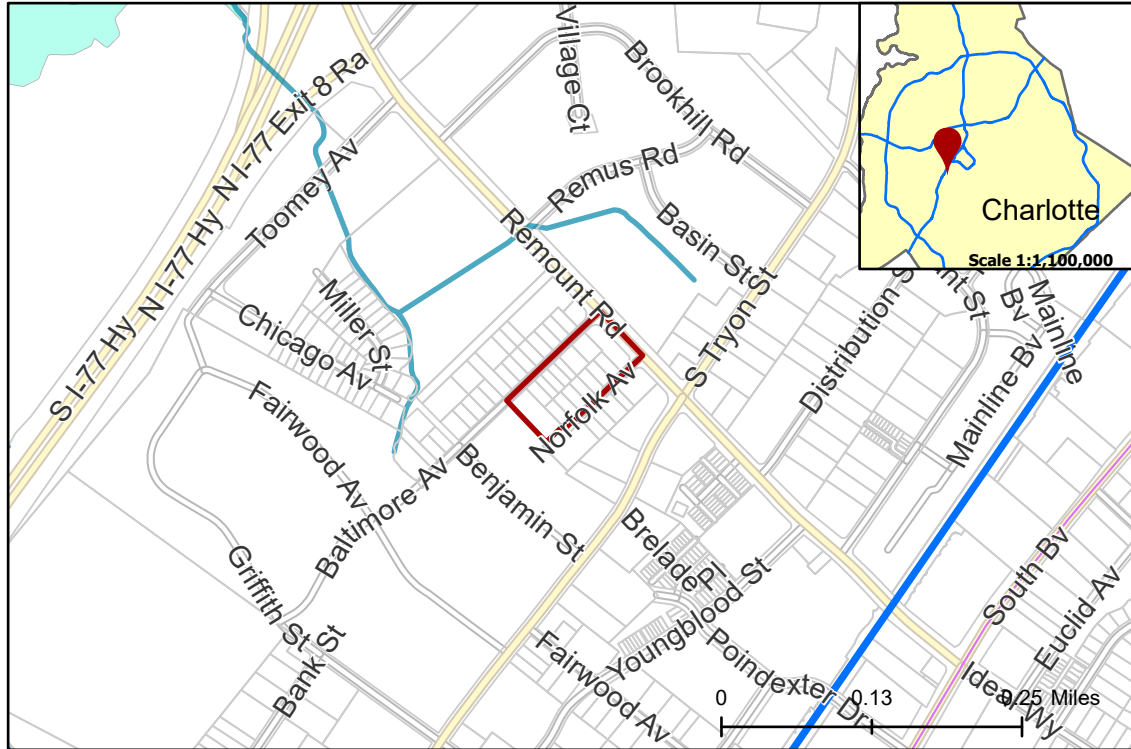 Village Ct
Brookhill Rd
N I-77 Exit 8 Ra
Toomey Av
Remus Rd
Remount Rd
Basin St
S Tryon St
Charlotte
Scale 1:1,100,000
S I-77 Hy
N I-77 Hy
Miller St
Chicago Av
Fairwood Av
Norfolk Av
Distribution S
nt St
Mainline Bv
Mainline
Bv
Baltimore Av
Benjamin St
Brelade Pl
Griffith St
Bank St
Youngblood St
Fairwood Av
Poindexter Dr
South Bv
Euclid Av
Ideal Wy
0
0.13
0.25 Miles